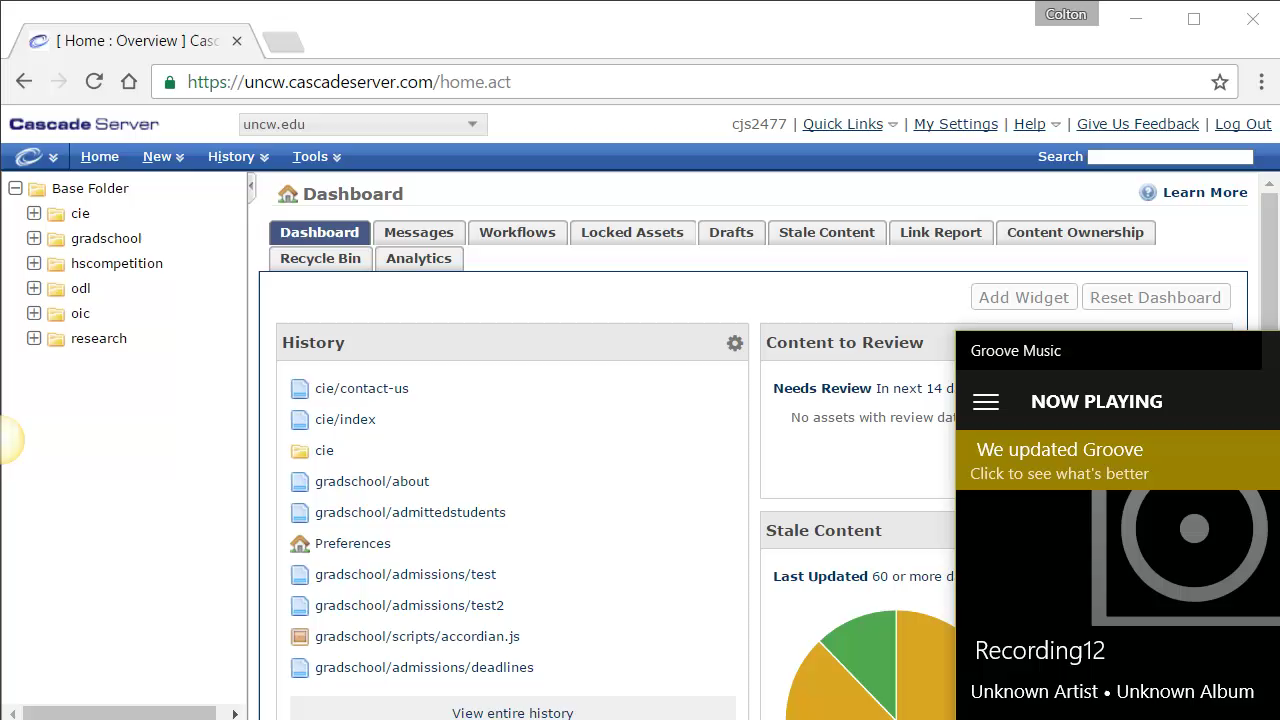 Colton
[ Home : Overview ] Casc
https://uncw.cascadeserver.com/home.act
Cascade Server
uncw.edu
cjs2477 | Quick Links | My Settings | Help | Give Us Feedback | Log Out
Home New History Tools Search
Base Folder
cie
gradschool
hscompetition
odl
oic
research
Dashboard
Learn More
Dashboard Messages Workflows Locked Assets Drafts Stale Content Link Report Content Ownership
Recycle Bin Analytics
Add Widget Reset Dashboard
History
cie/contact-us
cie/index
cie
gradschool/about
gradschool/admittedstudents
Preferences
gradschool/admissions/test
gradschool/admissions/test2
gradschool/scripts/accordian.js
gradschool/admissions/deadlines
View entire history
Content to Review
Needs Review In next 14 d
No assets with review dat
Stale Content
Last Updated 60 or more d
Groove Music
NOW PLAYING
We updated Groove
Click to see what's better
Recording12
Unknown Artist • Unknown Album